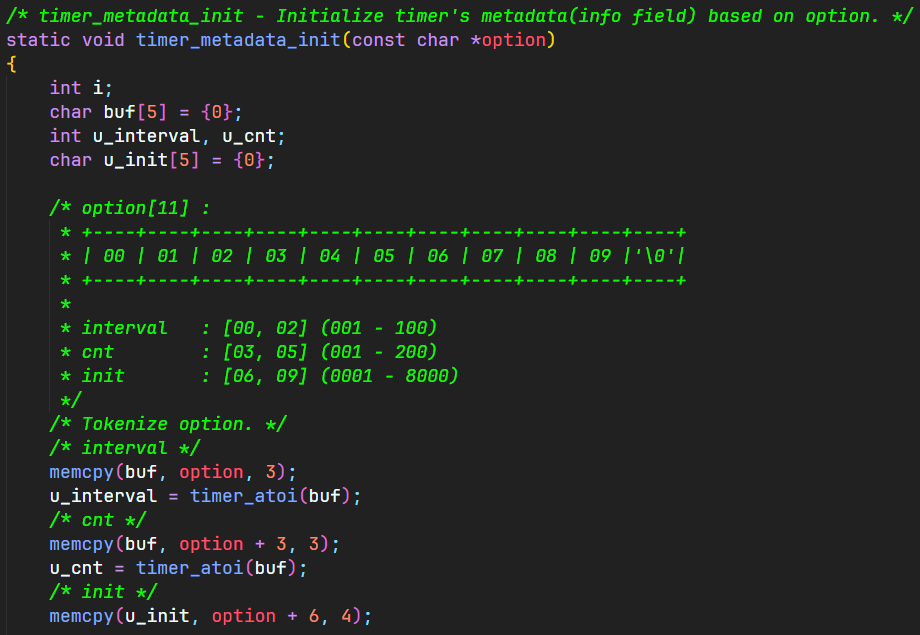 /* timer_metadata_init - Initialize timer's metadata(info field) based on option. */
static void timer_metadata_init(const char *option)
{
    int i;
    char buf[5] = {0};
    int u_interval, u_cnt;
    char u_init[5] = {0};

    /* option[11] :
     * +----+----+----+----+----+----+----+----+----+----+----+
     * | 00 | 01 | 02 | 03 | 04 | 05 | 06 | 07 | 08 | 09 |'\0'|
     * +----+----+----+----+----+----+----+----+----+----+----+
     *
     * interval   : [00, 02] (001 - 100)
     * cnt        : [03, 05] (001 - 200)
     * init       : [06, 09] (0001 - 8000)
     */
    /* Tokenize option. */
    /* interval */
    memcpy(buf, option, 3);
    u_interval = timer_atoi(buf);
    /* cnt */
    memcpy(buf, option + 3, 3);
    u_cnt = timer_atoi(buf);
    /* init */
    memcpy(u_init, option + 6, 4);